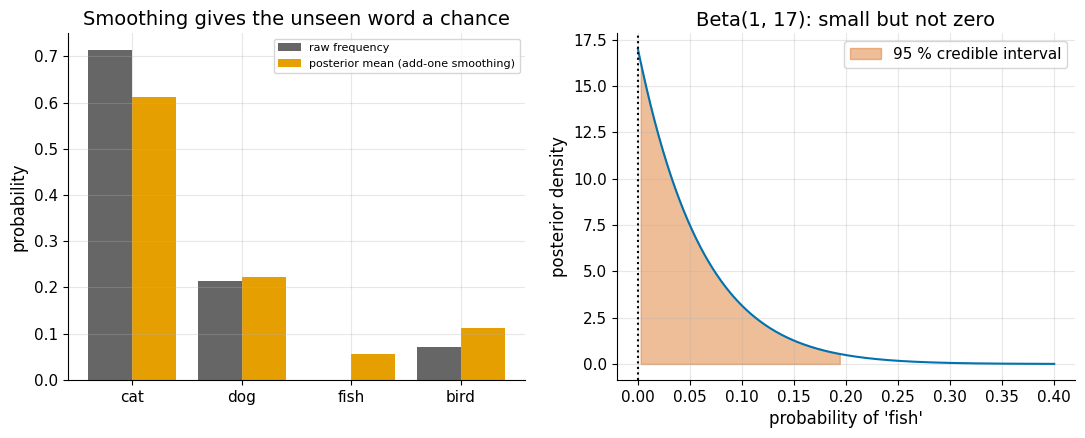 Smoothing gives the unseen word a chance
raw frequency
posterior mean (add-one smoothing)
probability
0.7
0.6
0.5
0.4
0.3
0.2
0.1
0.0
cat
dog
fish
bird
Beta(1, 17): small but not zero
95 % credible interval
posterior density
17.5
15.0
12.5
10.0
7.5
5.0
2.5
0.0
0.00
0.05
0.10
0.15
0.20
0.25
0.30
0.35
0.40
probability of 'fish'